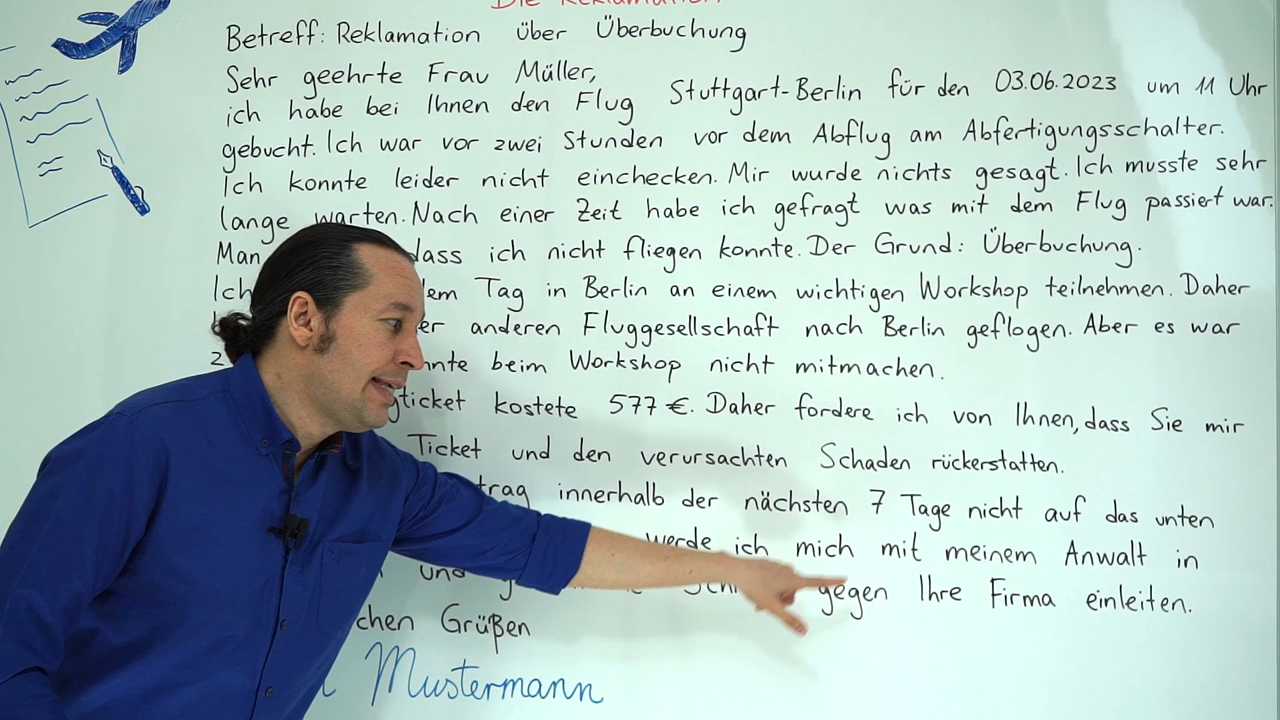 Die Reklamation
Betreff: Reklamation über Überbuchung
Sehr geehrte Frau Müller,
ich habe bei Ihnen den Flug Stuttgart-Berlin für den 03.06.2023 um 11 Uhr
gebucht. Ich war vor zwei Stunden vor dem Abflug am Abfertigungsschalter.
Ich konnte leider nicht einchecken. Mir wurde nichts gesagt. Ich musste sehr
lange warten. Nach einer Zeit habe ich gefragt was mit dem Flug passiert war.
Man dass ich nicht fliegen konnte. Der Grund: Überbuchung.
Ich dem Tag in Berlin an einem wichtigen Workshop teilnehmen. Daher
anderen Fluggesellschaft nach Berlin geflogen. Aber es war
beim Workshop nicht mitmachen.
kostete 577 €. Daher fordere ich von Ihnen, dass Sie mir
Ticket und den verursachten Schaden rückerstatten.
innerhalb der nächsten 7 Tage nicht auf das unten
werde ich mich mit meinem Anwalt in
und gegen Ihre Firma einleiten.
Grüßen
Mustermann